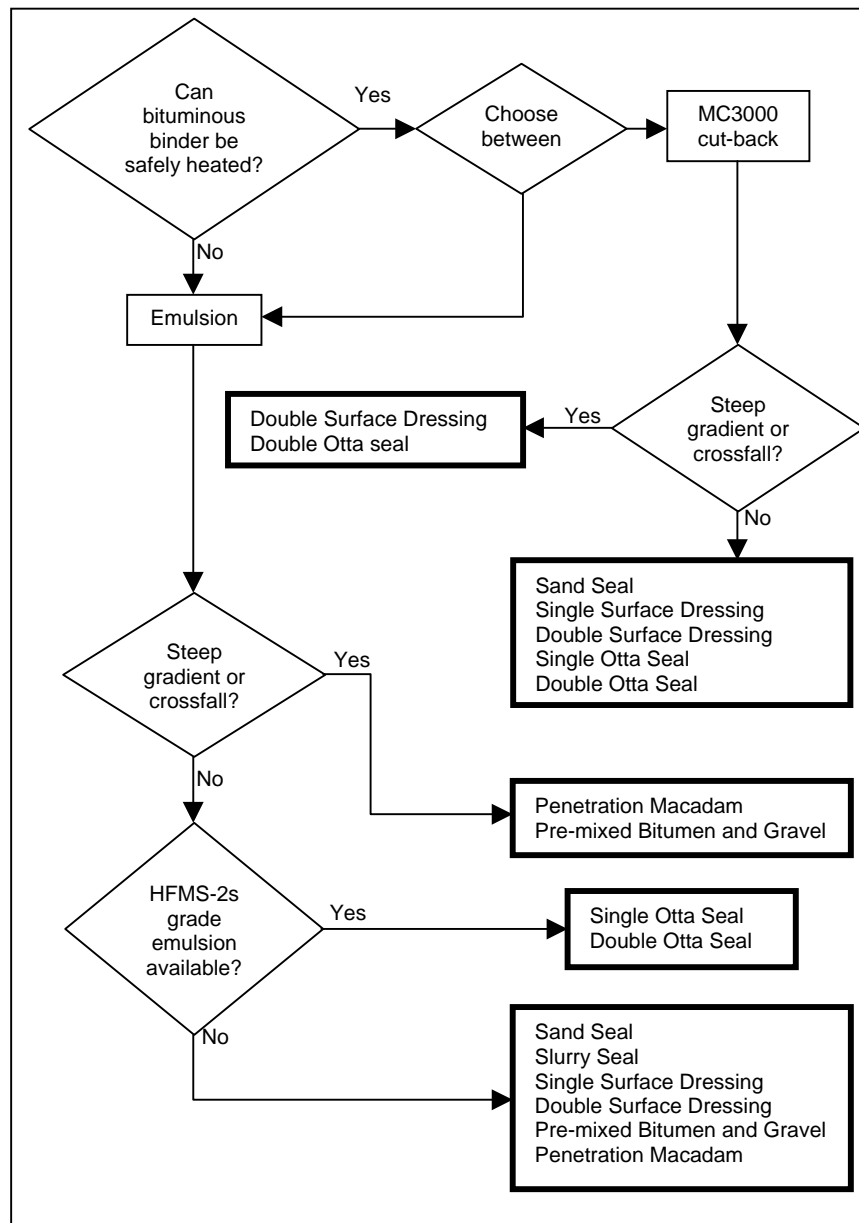 Can
bituminous
binder be
safely heated?
Yes
Choose
between
MC3000
cut-back
No
Emulsion
Double Surface Dressing
Double Otta seal
Yes
Steep
gradient or
crossfall?
No
Sand Seal
Single Surface Dressing
Double Surface Dressing
Single Otta Seal
Double Otta Seal
Steep
gradient or
crossfall?
Yes
No
Penetration Macadam
Pre-mixed Bitumen and Gravel
HFMS-2s
grade
emulsion
available?
Yes
Single Otta Seal
Double Otta Seal
No
Sand Seal
Slurry Seal
Single Surface Dressing
Double Surface Dressing
Pre-mixed Bitumen and Gravel
Penetration Macadam